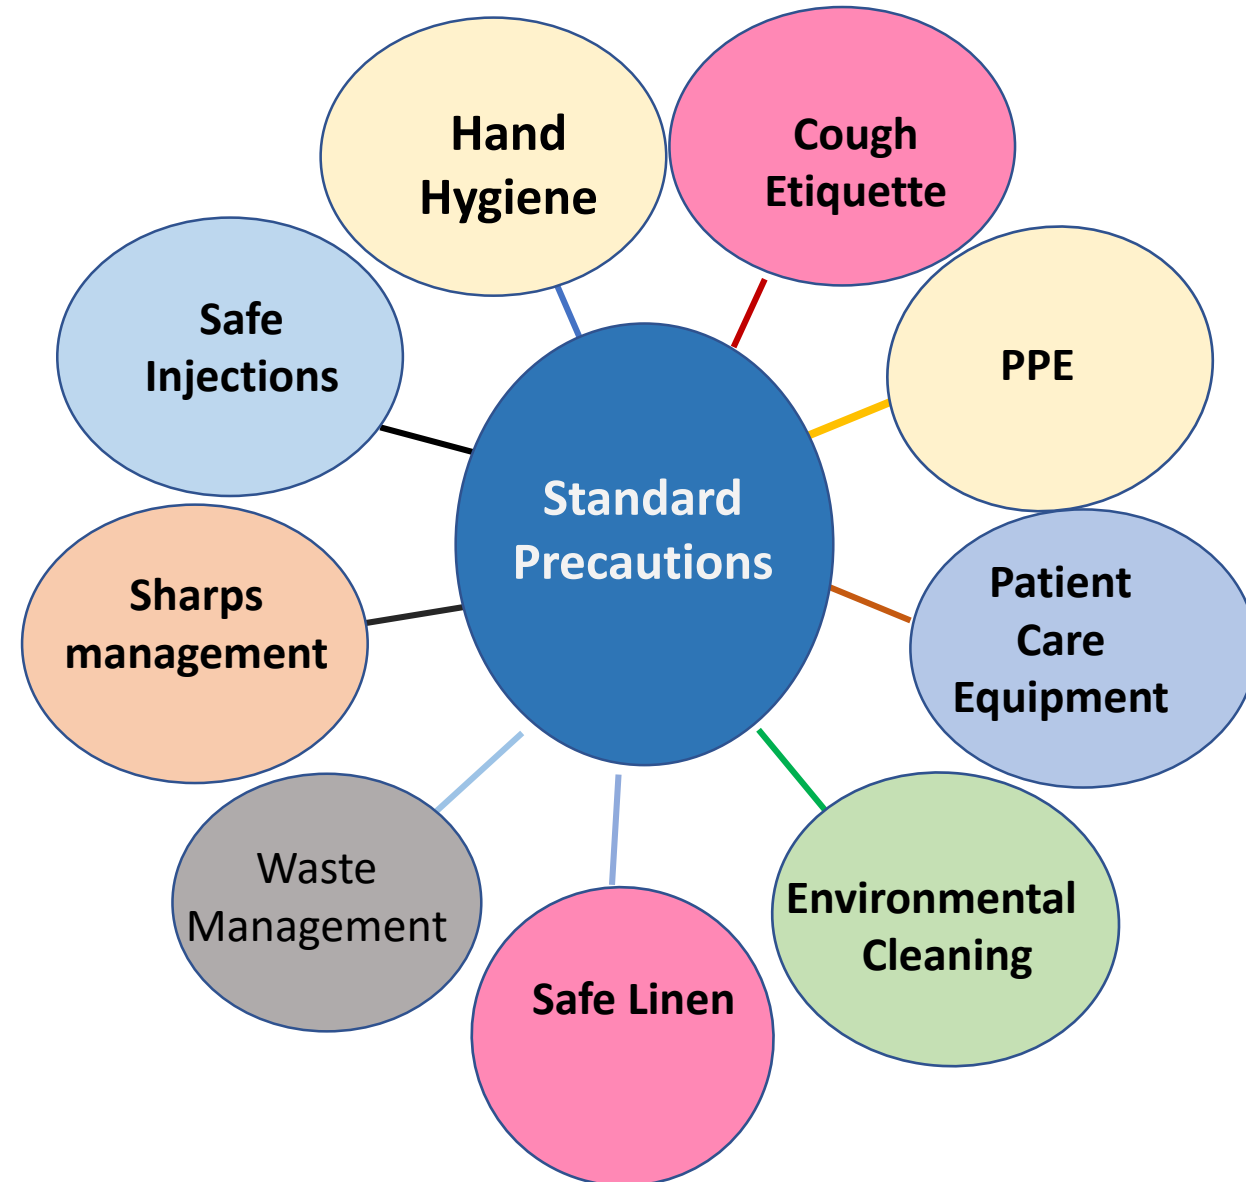 Hand
Hygiene
Cough
Etiquette
Safe
Injections
PPE
Standard
Precautions
Sharps
management
Patient
Care
Equipment
Waste
Management
Environmental
Cleaning
Safe Linen